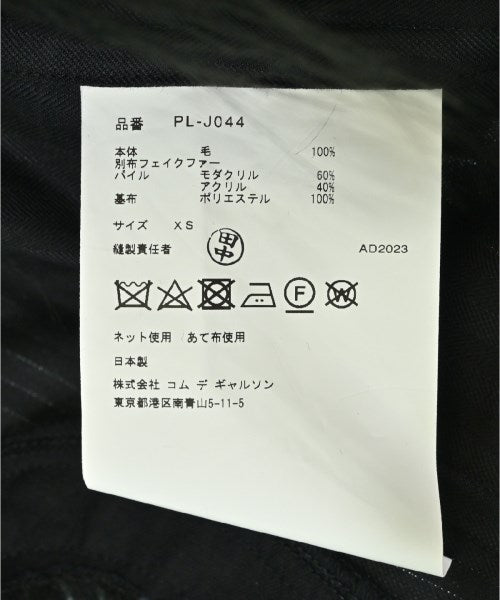 品番 PL-J044
本体 毛 100%
別布フェイクファー
パイル モダクリル 60%
アクリル 40%
基布 ポリエステル 100%
サイズ XS
縫製責任者 田中 AD2023
F W
ネット使用 / あて布使用
日本製
株式会社 コム デ ギャルソン
東京都港区南青山5-11-5